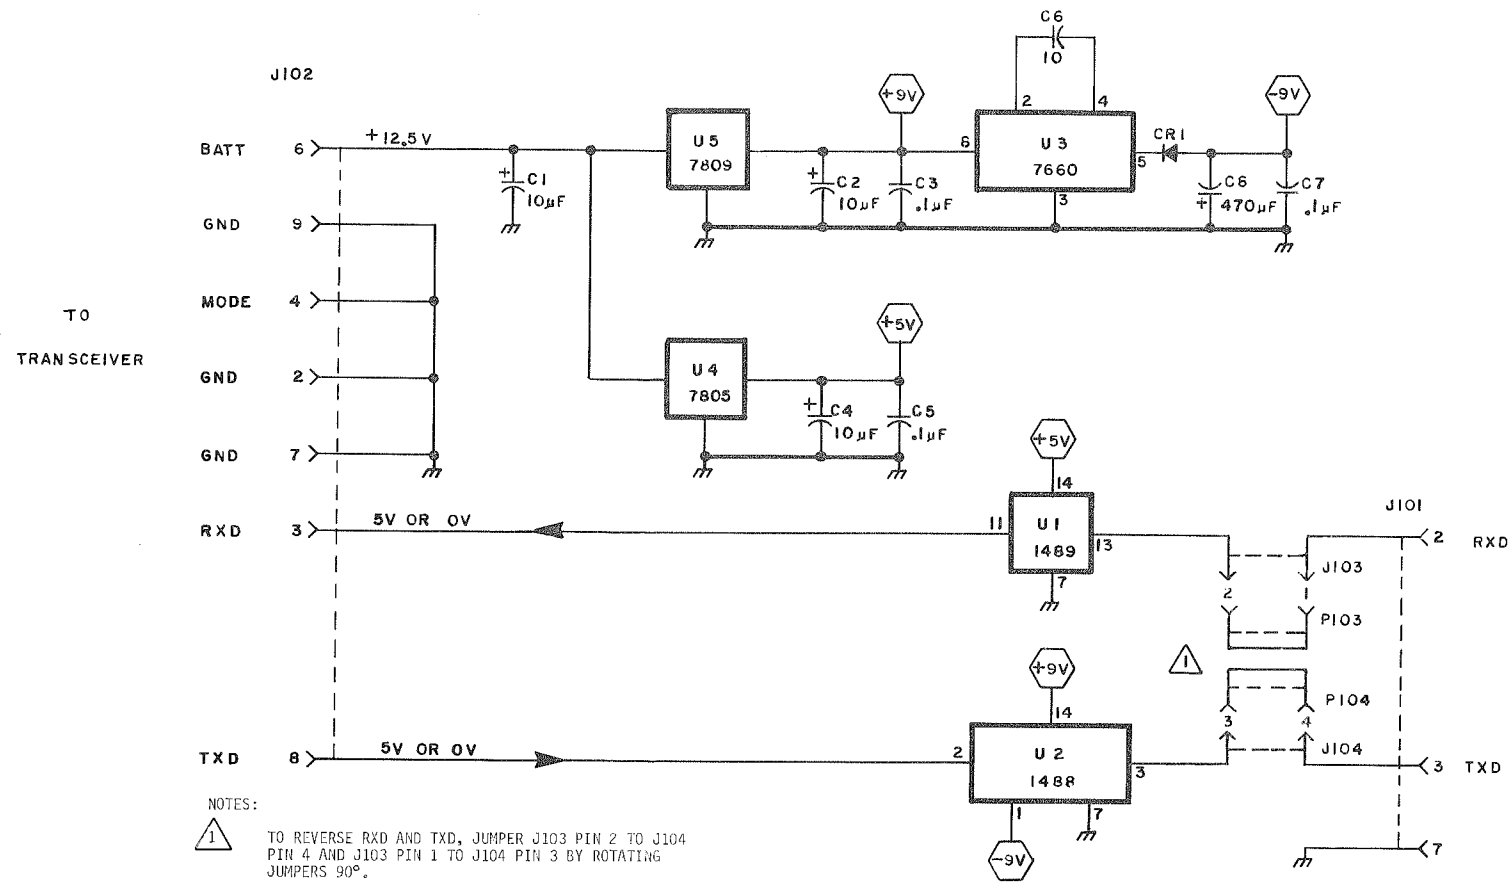 C6
10
J102
+9V
-9V
2 4
BATT 6 +12.5V
U5
7809
6 U3
7660
5 CR1
3
+ C1
10µF
+ C2
10µF
C3
.1µF
C6
+ 470µF
C7
.1µF
GND 9
MODE 4
TO
TRANSCEIVER
+5V
GND 2
U4
7805
+ C4
10µF
C5
.1µF
GND 7
+5V
14
RXD 3 5V OR 0V
11 U1
1489
13
7
J101
2 RXD
J103
2 1
P103
1
+9V
14
P104
3 4
J104
TXD 8 5V OR 0V
2 U2
1488
3
3 TXD
1 7
-9V
7
NOTES:
1 TO REVERSE RXD AND TXD, JUMPER J103 PIN 2 TO J104
PIN 4 AND J103 PIN 1 TO J104 PIN 3 BY ROTATING
JUMPERS 90°.